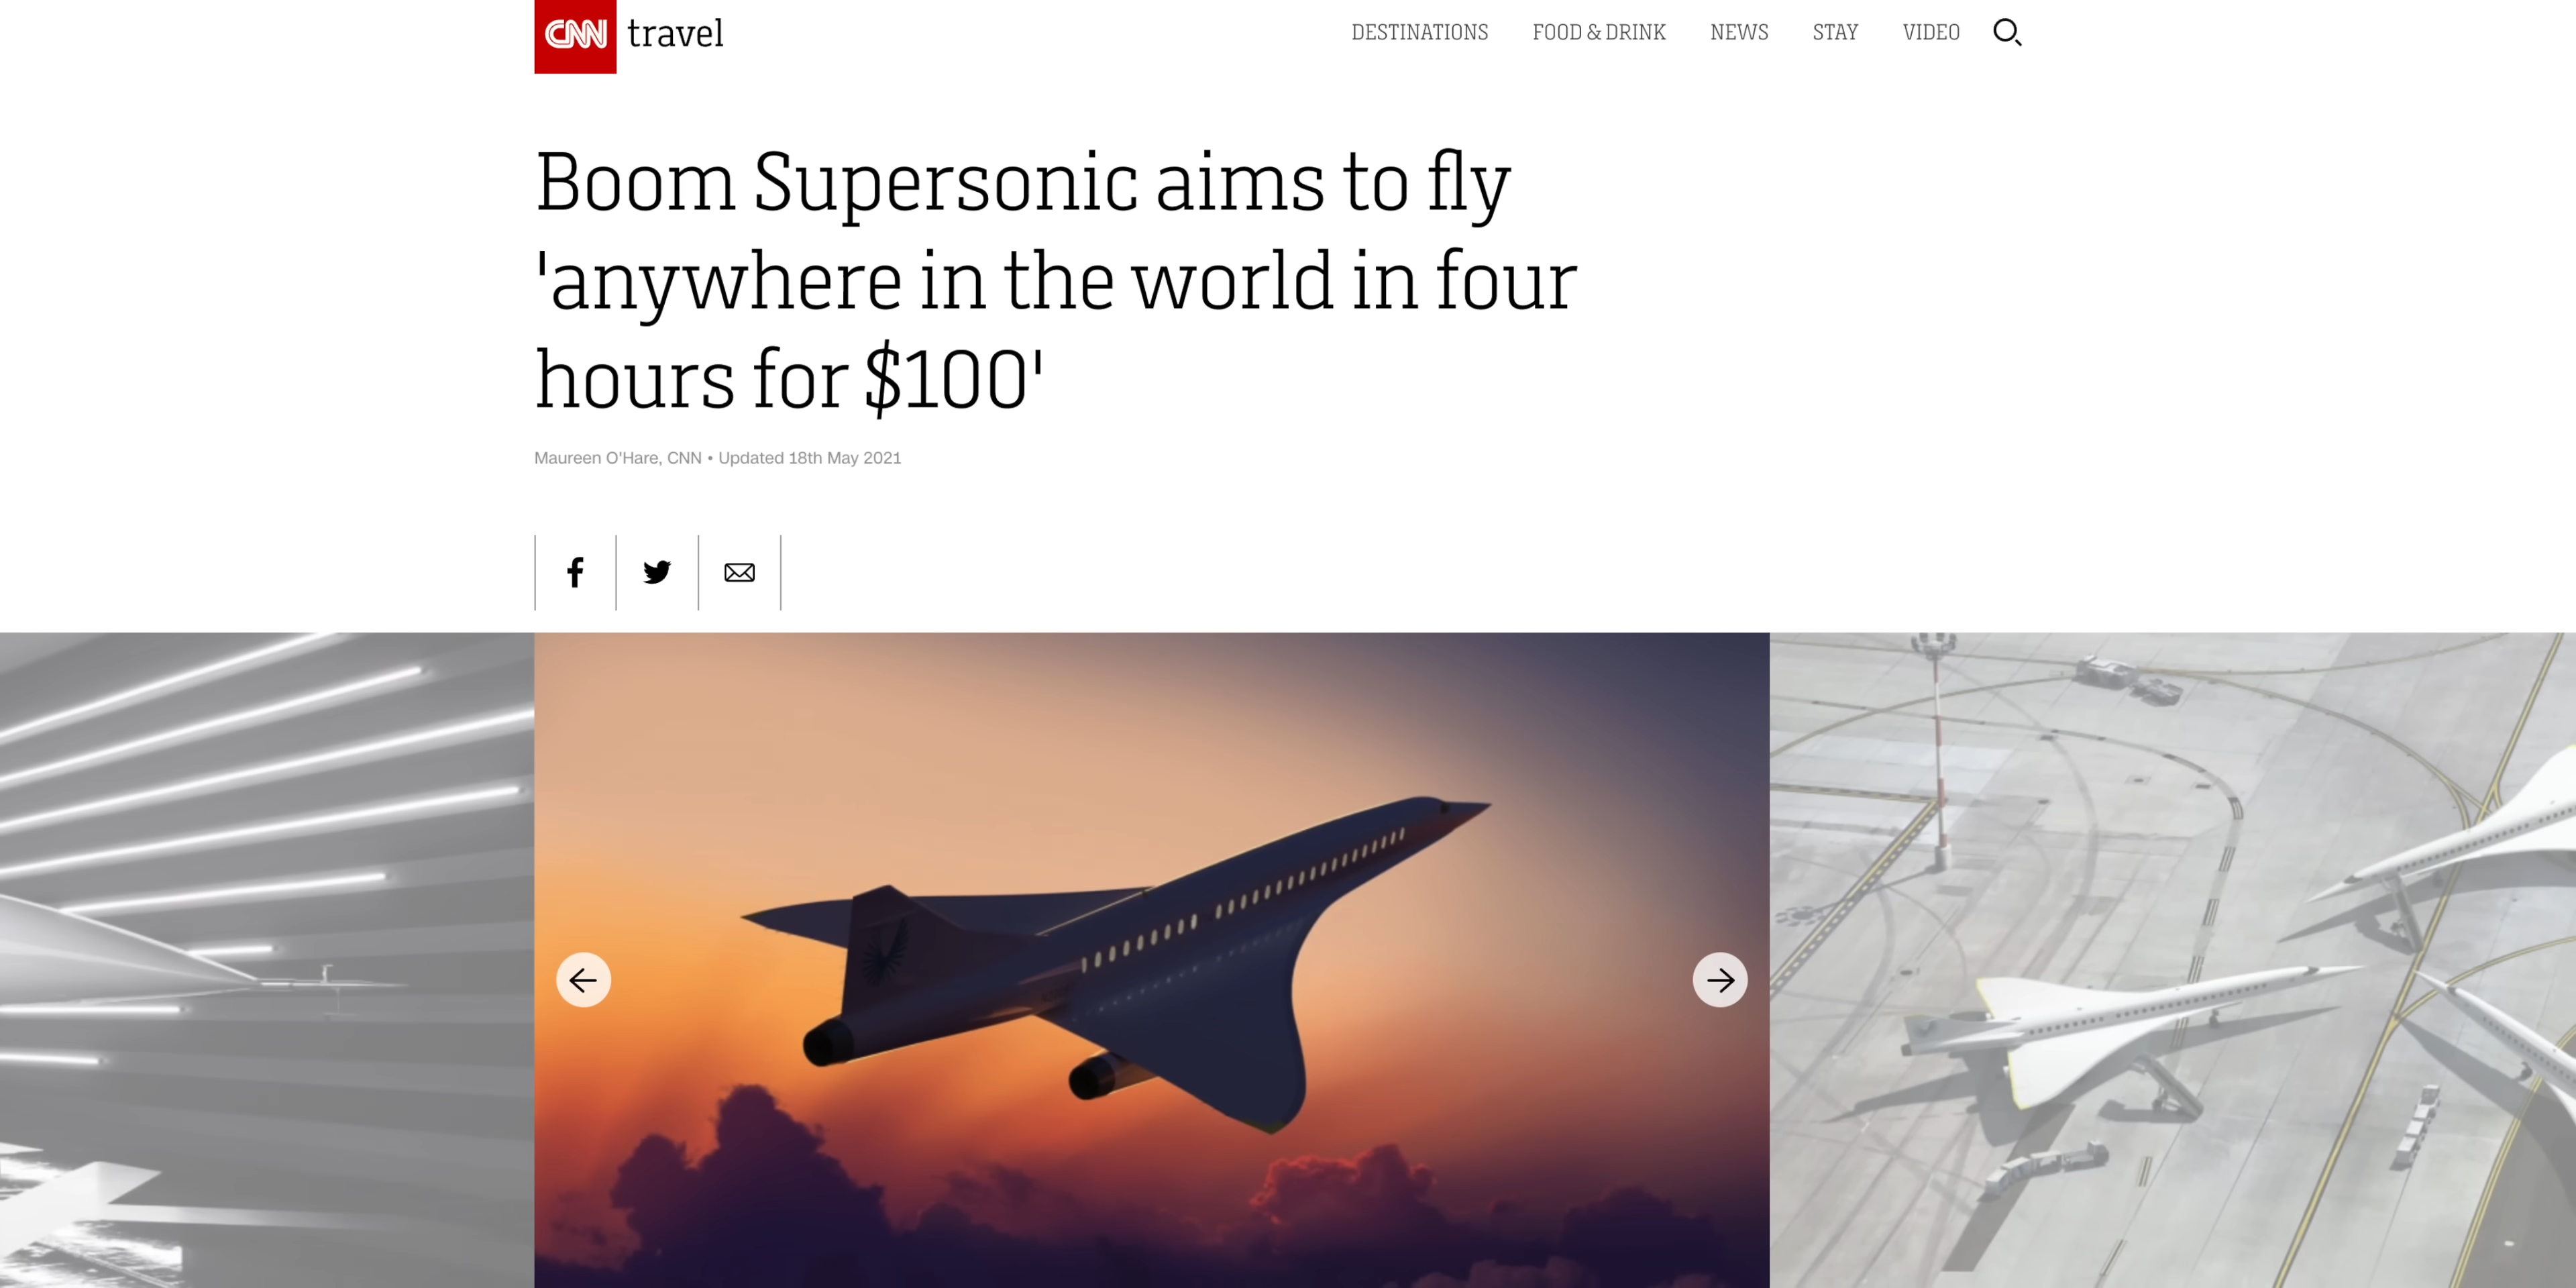 CNN travel
DESTINATIONS FOOD & DRINK NEWS STAY VIDEO
Boom Supersonic aims to fly
'anywhere in the world in four
hours for $100'
Maureen O'Hare, CNN • Updated 18th May 2021